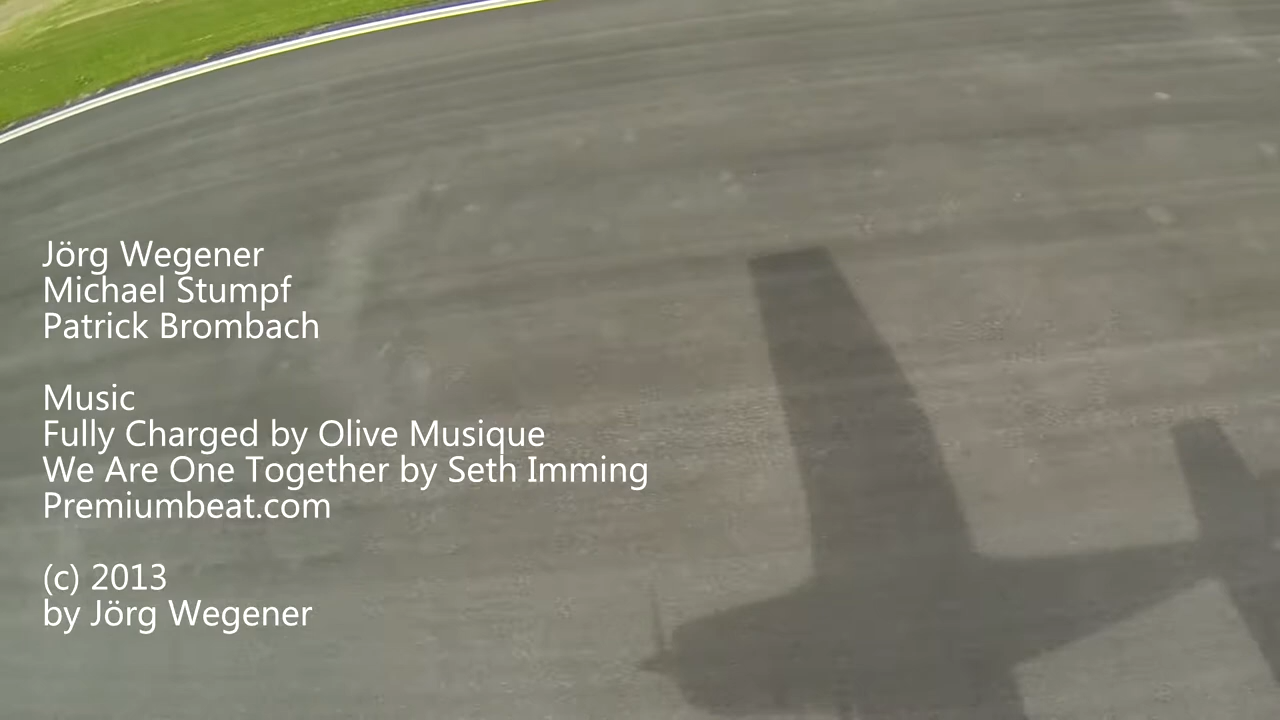 Jörg Wegener
Michael Stumpf
Patrick Brombach
Music
Fully Charged by Olive Musique
We Are One Together by Seth Imming
Premiumbeat.com
(c) 2013
by Jörg Wegener